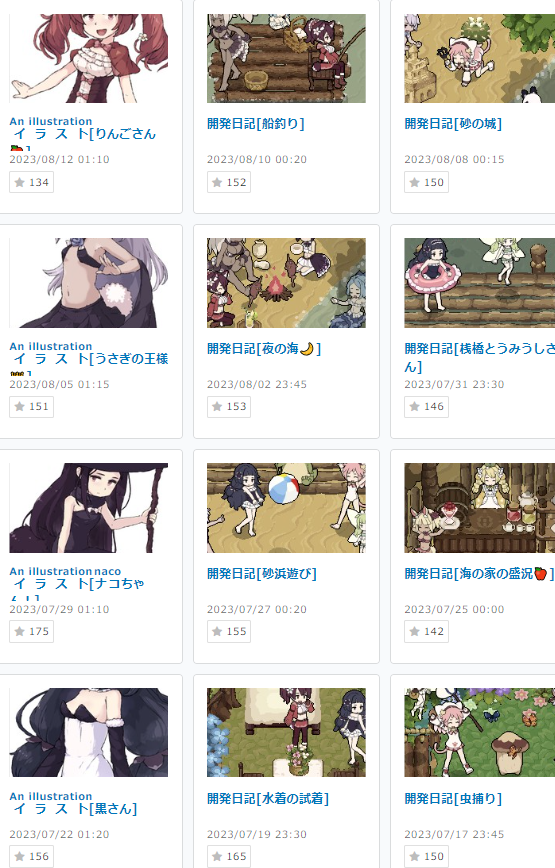 An illustration
イ ラ ス ト[りんごさん
🍎]
2023/08/12 01:10
★ 134
開発日記[船釣り]
2023/08/10 00:20
★ 152
開発日記[砂の城]
2023/08/08 00:15
★ 150
An illustration
イ ラ ス ト[うさぎの王様
2023/08/05 01:15
★ 151
開発日記[夜の海🌙]
2023/08/02 23:45
★ 153
開発日記[桟橋とうみうしさ
ん]
2023/07/31 23:30
★ 146
An illustration naco
イ ラ ス ト[ナコちゃ
ん！]
2023/07/29 01:10
★ 175
開発日記[砂浜遊び]
2023/07/27 00:20
★ 155
開発日記[海の家の盛況🍎]
2023/07/25 00:00
★ 142
An illustration
イ ラ ス ト[黒さん]
2023/07/22 01:20
★ 156
開発日記[水着の試着]
2023/07/19 23:30
★ 165
開発日記[虫捕り]
2023/07/17 23:45
★ 150